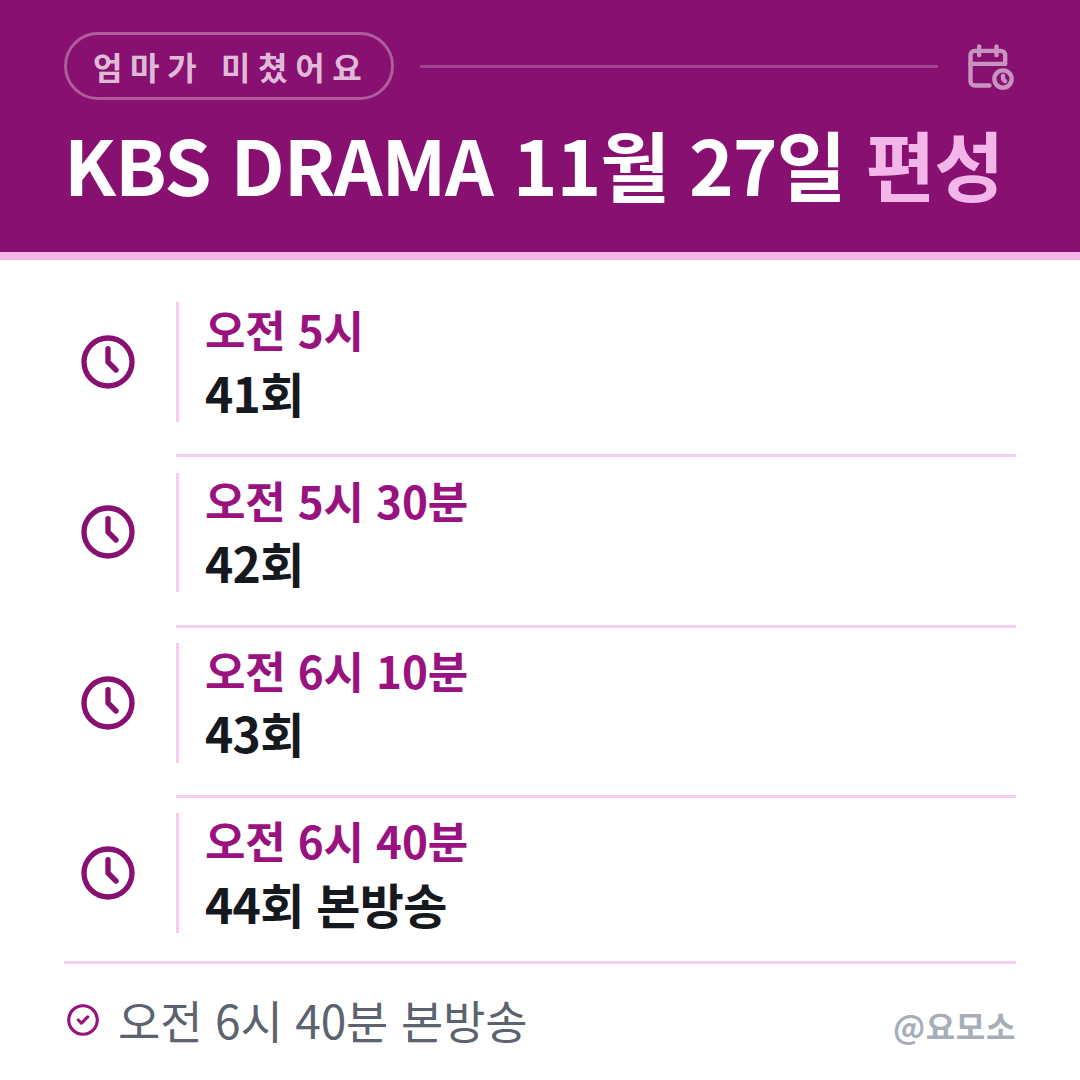 엄마가 미쳤어요
KBS DRAMA 11월 27일 편성
오전 5시
41회
오전 5시 30분
42회
오전 6시 10분
43회
오전 6시 40분
44회 본방송
오전 6시 40분 본방송
@요모소